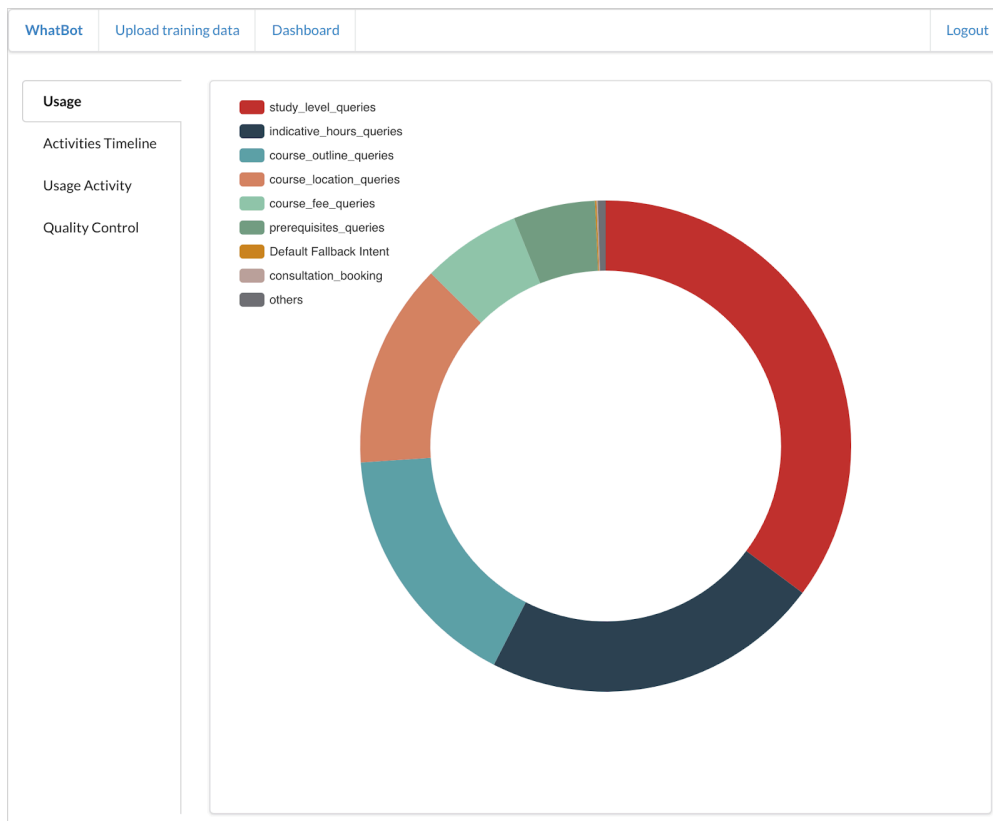 WhatBot Upload training data Dashboard Logout
Usage
Activities Timeline
Usage Activity
Quality Control
study_level_queries
indicative_hours_queries
course_outline_queries
course_location_queries
course_fee_queries
prerequisites_queries
Default Fallback Intent
consultation_booking
others